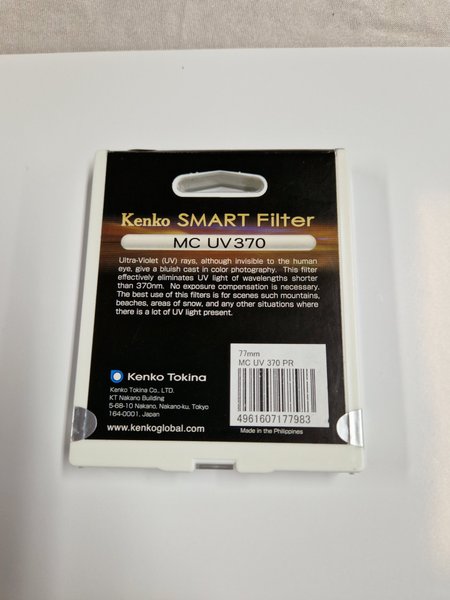 Kenko SMART Filter
MC UV370
Ultra-Violet (UV) rays, although invisible to the human
eye, give a bluish cast in color photography. This filter
effectively eliminates UV light of wavelengths shorter
than 370nm. No exposure compensation is necessary.
The best use of this filters is for scenes such mountains,
beaches, areas of snow, and any other situations where
there is a lot of UV light present.
77mm
MC UV 370 PR
4961607177983
Made in the Philippines
Kenko Tokina
Kenko Tokina Co., LTD.
KT Nakano Building
5-68-10 Nakano, Nakano-ku, Tokyo
164-0001, Japan
www.kenkoglobal.com